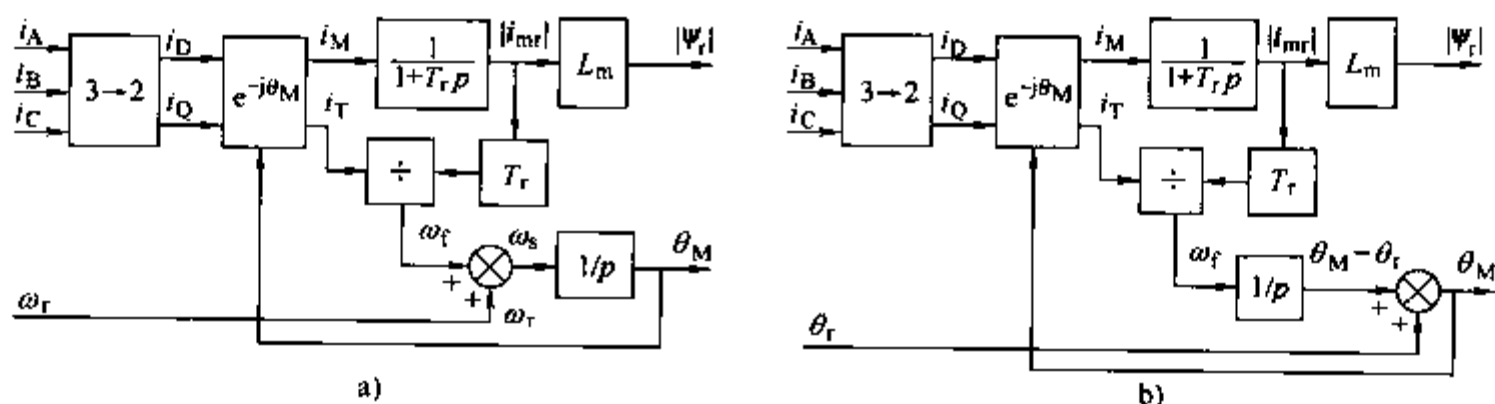 i_A i_D i_M |i_mr| |Ψ_r|
i_B 3→2 e^{-jθ_M} 1/(1+T_r p) L_m
i_C i_Q i_T
÷ T_r
ω_f ω_s 1/p θ_M
+ +
ω_r ω_r
a)
i_A i_D i_M |i_mr| |Ψ_r|
i_B 3→2 e^{-jθ_M} 1/(1+T_r p) L_m
i_C i_Q i_T
÷ T_r
ω_f 1/p θ_M−θ_r θ_M
+ +
θ_r
b)